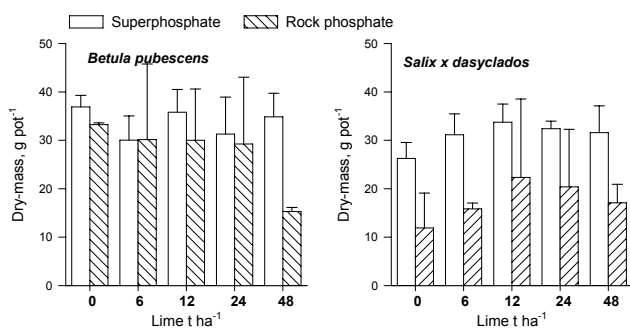 Superphosphate Rock phosphate
Betula pubescens
Dry-mass, g pot-1
50
40
30
20
10
0
0 6 12 24 48
Lime t ha-1
Salix x dasyclados
Dry-mass, g pot-1
50
40
30
20
10
0
0 6 12 24 48
Lime t ha-1